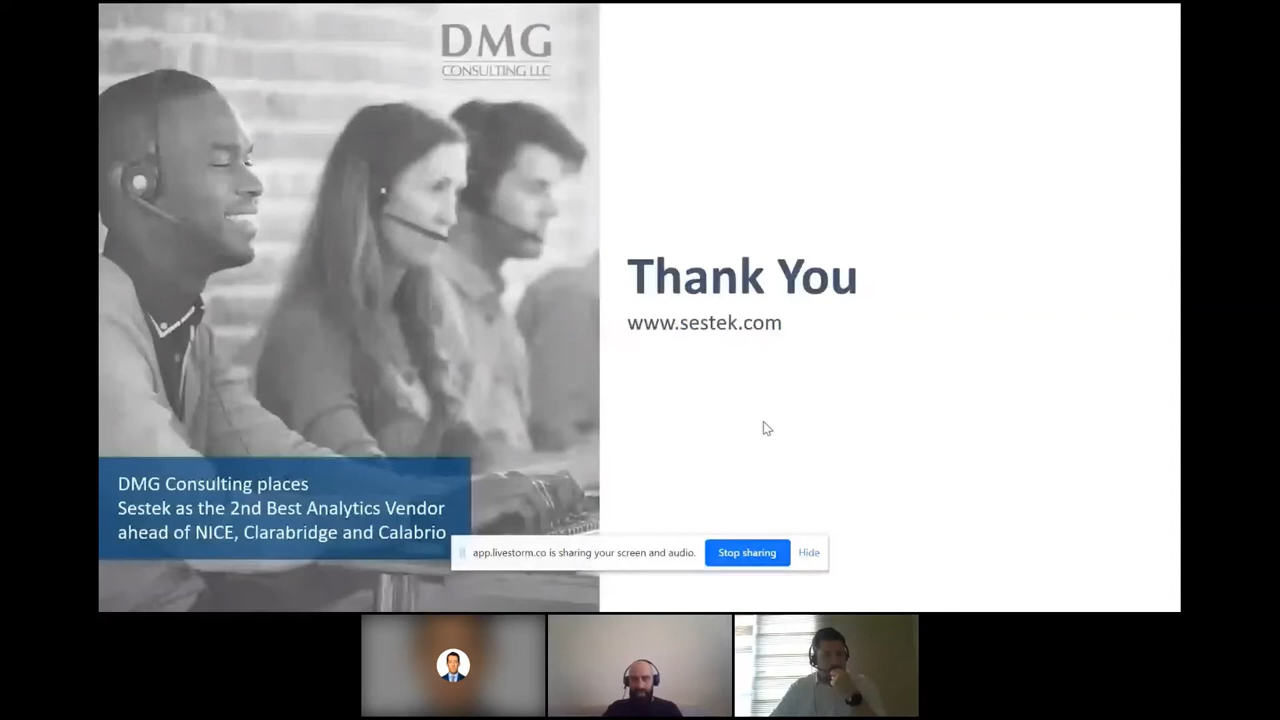 DMG
CONSULTING LLC
Thank You
www.sestek.com
DMG Consulting places
Sestek as the 2nd Best Analytics Vendor
ahead of NICE, Clarabridge and Calabrio
app.livestorm.co is sharing your screen and audio.
Stop sharing
Hide